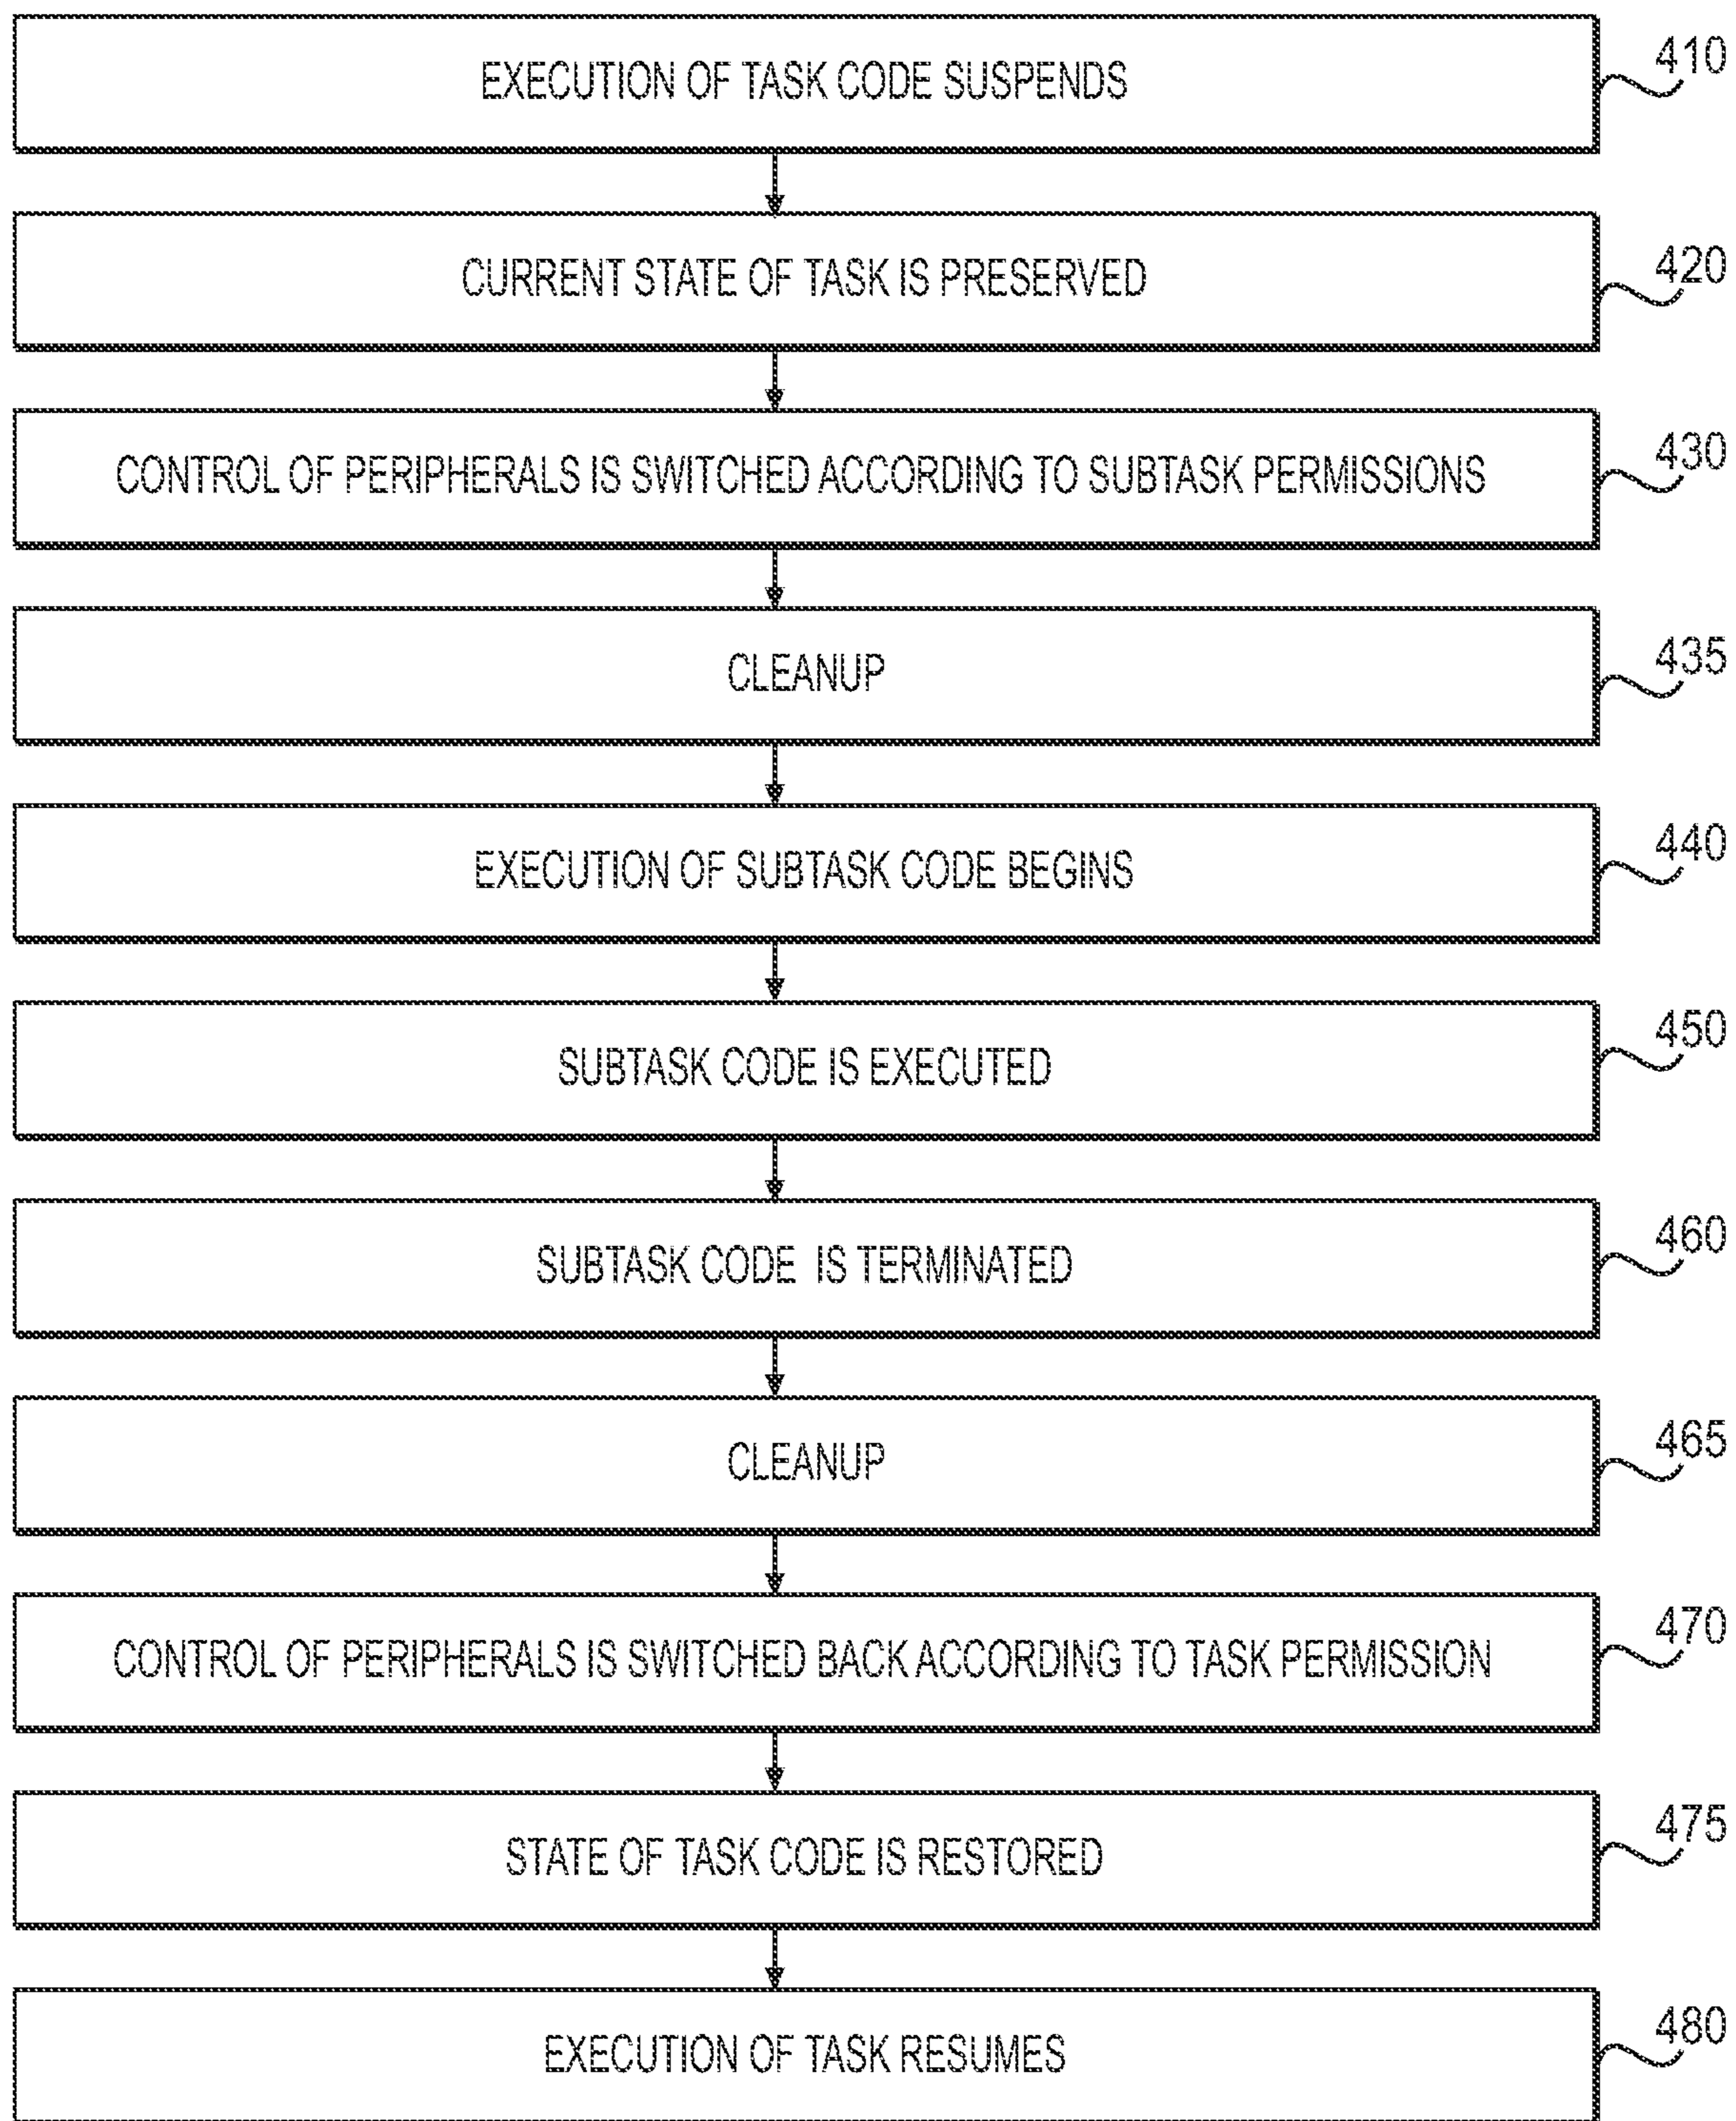 EXECUTION OF TASK CODE SUSPENDS
410
CURRENT STATE OF TASK IS PRESERVED
420
CONTROL OF PERIPHERALS IS SWITCHED ACCORDING TO SUBTASK PERMISSIONS
430
CLEANUP
435
EXECUTION OF SUBTASK CODE BEGINS
440
SUBTASK CODE IS EXECUTED
450
SUBTASK CODE IS TERMINATED
460
CLEANUP
465
CONTROL OF PERIPHERALS IS SWITCHED BACK ACCORDING TO TASK PERMISSION
470
STATE OF TASK CODE IS RESTORED
475
EXECUTION OF TASK RESUMES
480